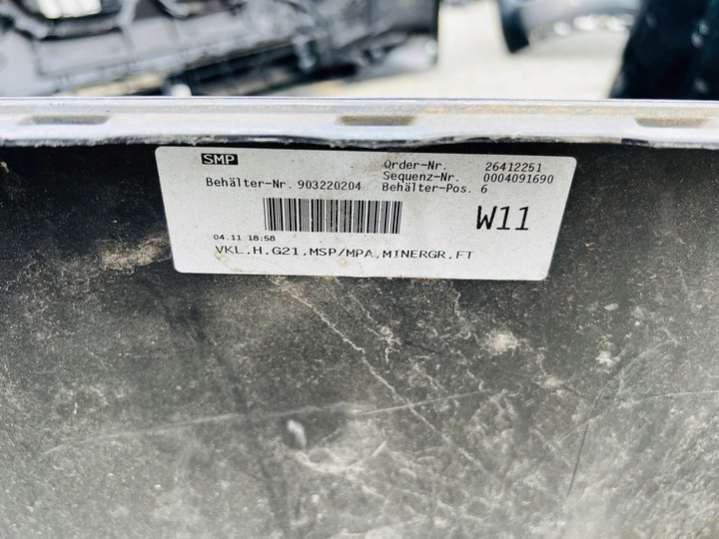 SMP
Order-Nr. 26412251
Sequenz-Nr. 0004091690
Behälter-Nr. 903220204 Behälter-Pos. 6
W11
04.11 18:58
VKL.H.G21.MSP/MPA.MINERGR.FT